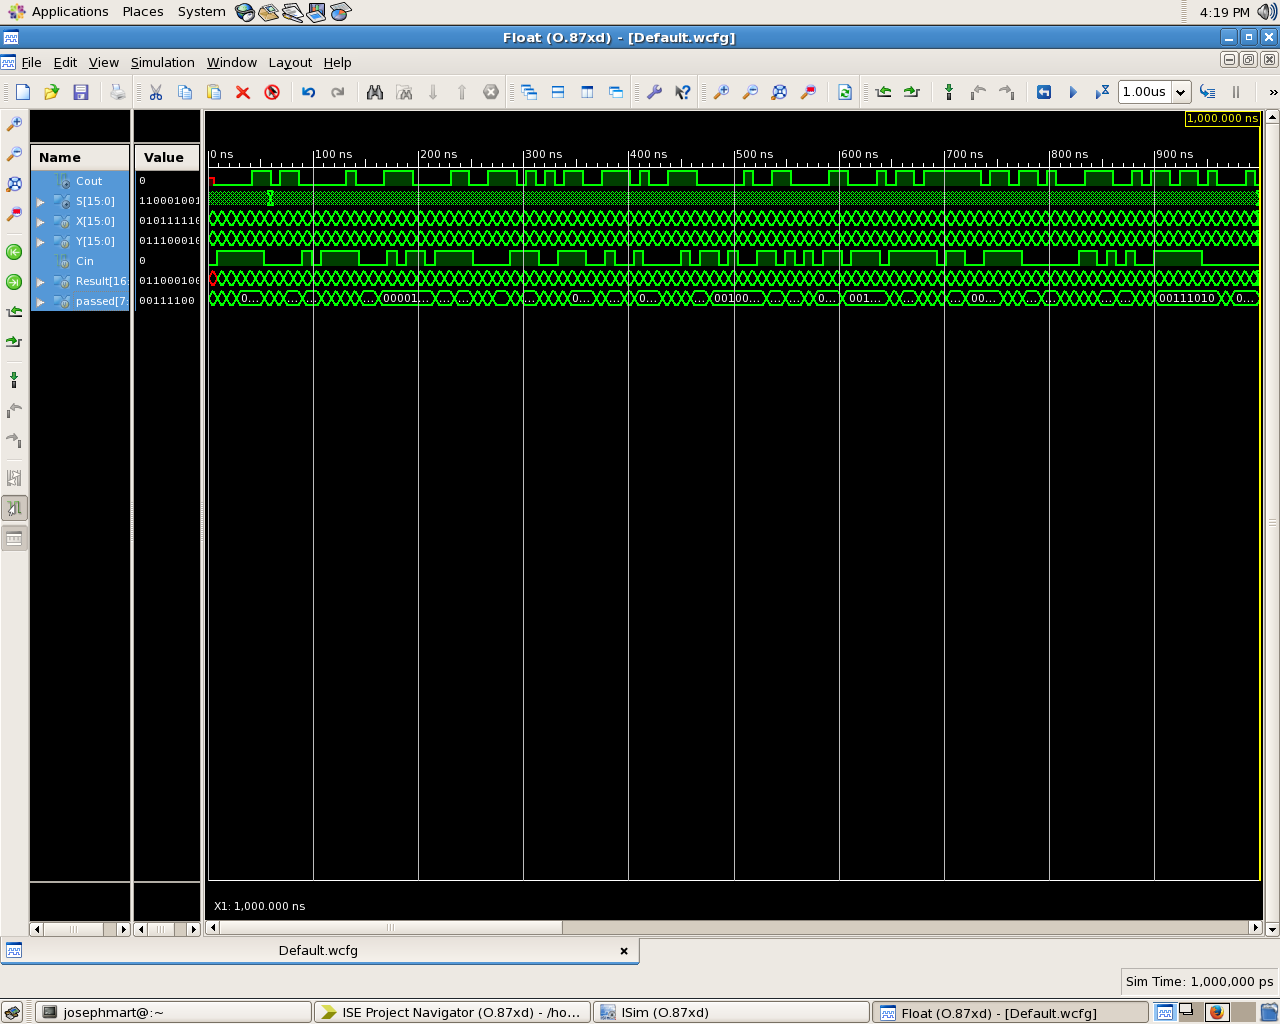 Applications Places System 4:19 PM
Float (O.87xd) - [Default.wcfg]
File Edit View Simulation Window Layout Help
1.00us »
1,000.000 ns
Name Value 0 ns 100 ns 200 ns 300 ns 400 ns 500 ns 600 ns 700 ns 800 ns 900 ns
Cout 0
S[15:0] 110001001
X[15:0] 010111110
Y[15:0] 011100010
Cin 0
Result[16: 011000100
passed[7: 00111100 0... ... ... ... 00001... ... ... ... 0... 0... 00100... ... ... 0... 001... ... ... 00... ... ... ... ... 00111010 0...
X1: 1,000.000 ns
Default.wcfg
Sim Time: 1,000,000 ps
josephmart@:~ ISE Project Navigator (O.87xd) - /ho... ISim (O.87xd) Float (O.87xd) - [Default.wcfg]